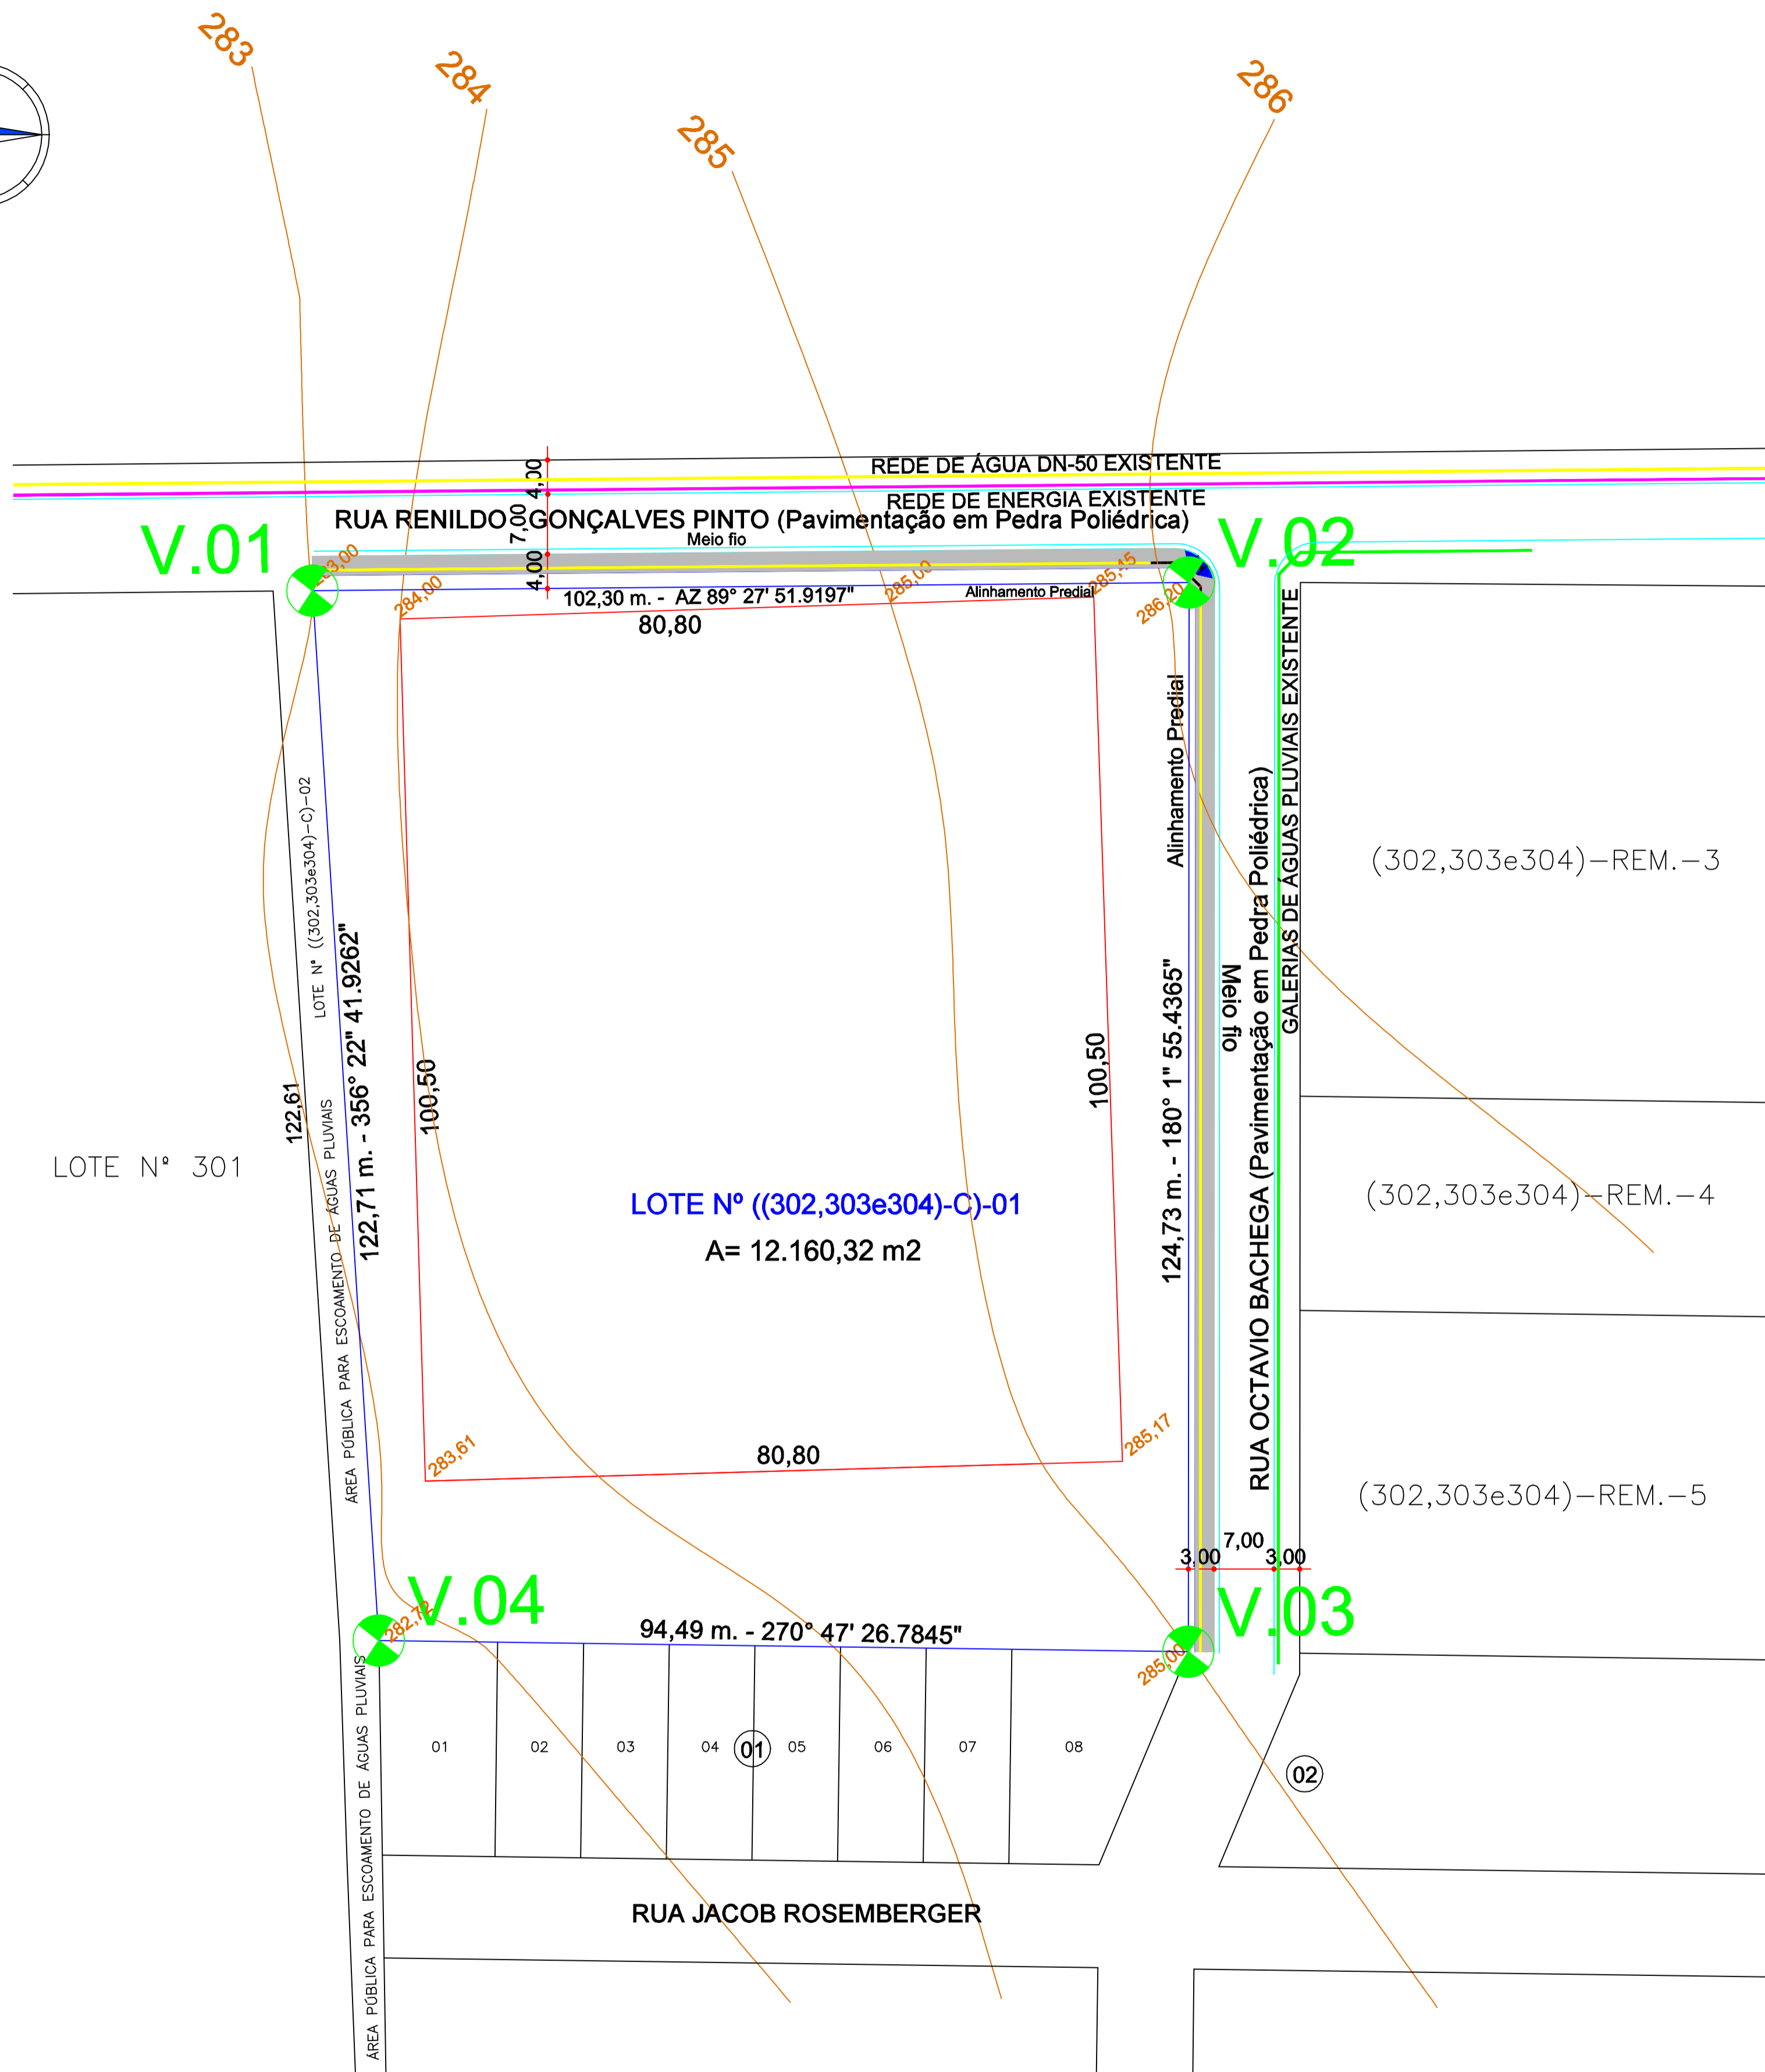 283
284
285
286
REDE DE ÁGUA DN-50 EXISTENTE
REDE DE ENERGIA EXISTENTE
RUA RENILDO GONÇALVES PINTO (Pavimentação em Pedra Poliédrica)
Meio fio
4,00
7,00
4,00
V.01
V.02
283,00
284,00
285,00
285,45
286,20
102,30 m. - AZ 89° 27' 51.9197"
Alinhamento Predial
80,80
Alinhamento Predial
LOTE Nº ((302,303e304)-C)-02
122,71 m. - 356° 22" 41.9262"
122,61
ÁREA PÚBLICA PARA ESCOAMENTO DE ÁGUAS PLUVIAIS
100,50
100,50
124,73 m. - 180° 1" 55.4365"
Meio fio
RUA OCTAVIO BACHEGA (Pavimentação em Pedra Poliédrica)
GALERIAS DE ÁGUAS PLUVIAIS EXISTENTE
(302,303e304)-REM.-3
LOTE Nº 301
(302,303e304)-REM.-4
LOTE Nº ((302,303e304)-C)-01
A= 12.160,32 m2
283,61
80,80
285,17
(302,303e304)-REM.-5
3,00
7,00
3,00
V.04
V.03
282,72
94,49 m. - 270° 47' 26.7845"
285,00
01
02
03
04
01
05
06
07
08
02
ÁREA PÚBLICA PARA ESCOAMENTO DE ÁGUAS PLUVIAIS
RUA JACOB ROSEMBERGER